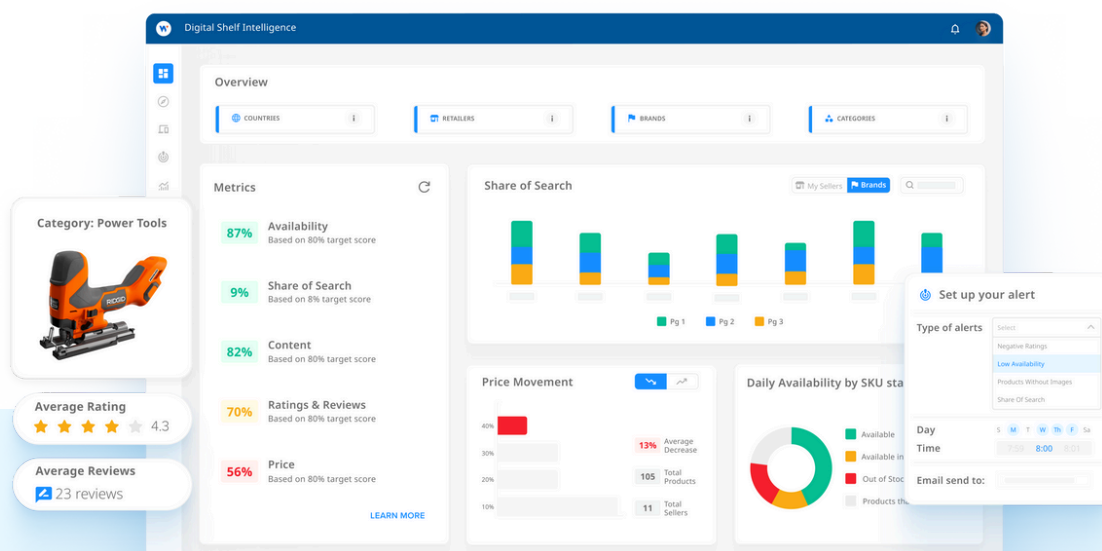 Digital Shelf Intelligence
Overview
COUNTRIES
RETAILERS
BRANDS
CATEGORIES
Category: Power Tools
RIDGID
Average Rating
4.3
Average Reviews
23 reviews
Metrics
87%
Availability
Based on 80% target score
9%
Share of Search
Based on 8% target score
82%
Content
Based on 80% target score
70%
Ratings & Reviews
Based on 80% target score
56%
Price
Based on 80% target score
LEARN MORE
Share of Search
My Sellers
Brands
Pg 1
Pg 2
Pg 3
Price Movement
40%
30%
20%
10%
13%
Average
Decrease
105
Total
Products
11
Total
Sellers
Daily Availability by SKU sta
Available
Available in
Out of Stoc
Products tha
Set up your alert
Type of alerts
Select
Negative Ratings
Low Availability
Products Without Images
Share Of Search
Day
S M T W Th F Sa
Time
7:59 8:00 8:01
Email send to: